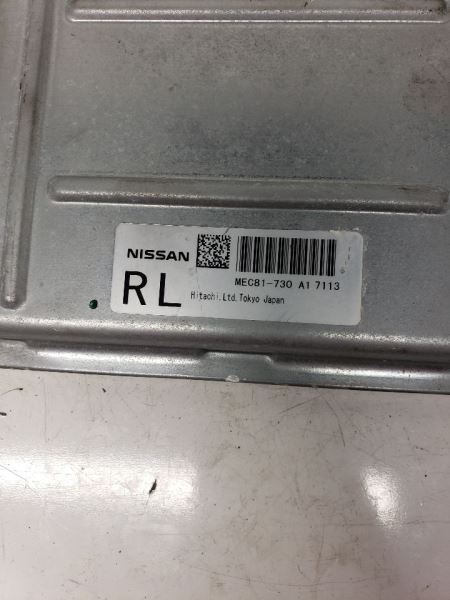 NISSAN
MEC81-730 A1 7113
RL
Hitachi.Ltd.Tokyo Japan